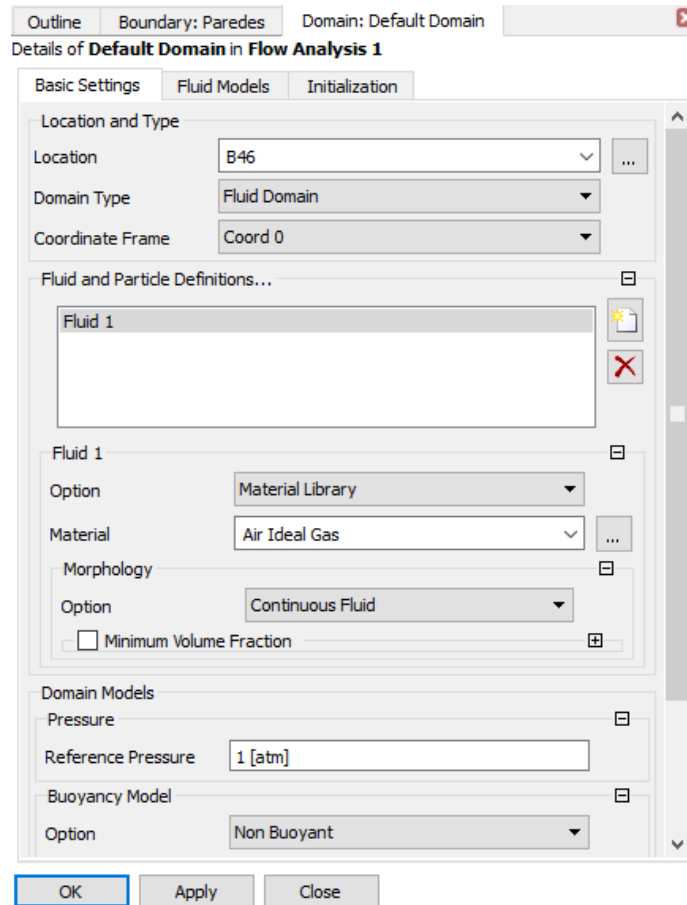 Outline Boundary: Paredes Domain: Default Domain
Details of Default Domain in Flow Analysis 1
Basic Settings Fluid Models Initialization
Location and Type
Location B46 ...
Domain Type Fluid Domain
Coordinate Frame Coord 0
Fluid and Particle Definitions...
Fluid 1
Fluid 1
Option Material Library
Material Air Ideal Gas ...
Morphology
Option Continuous Fluid
Minimum Volume Fraction
Domain Models
Pressure
Reference Pressure 1 [atm]
Buoyancy Model
Option Non Buoyant
OK Apply Close